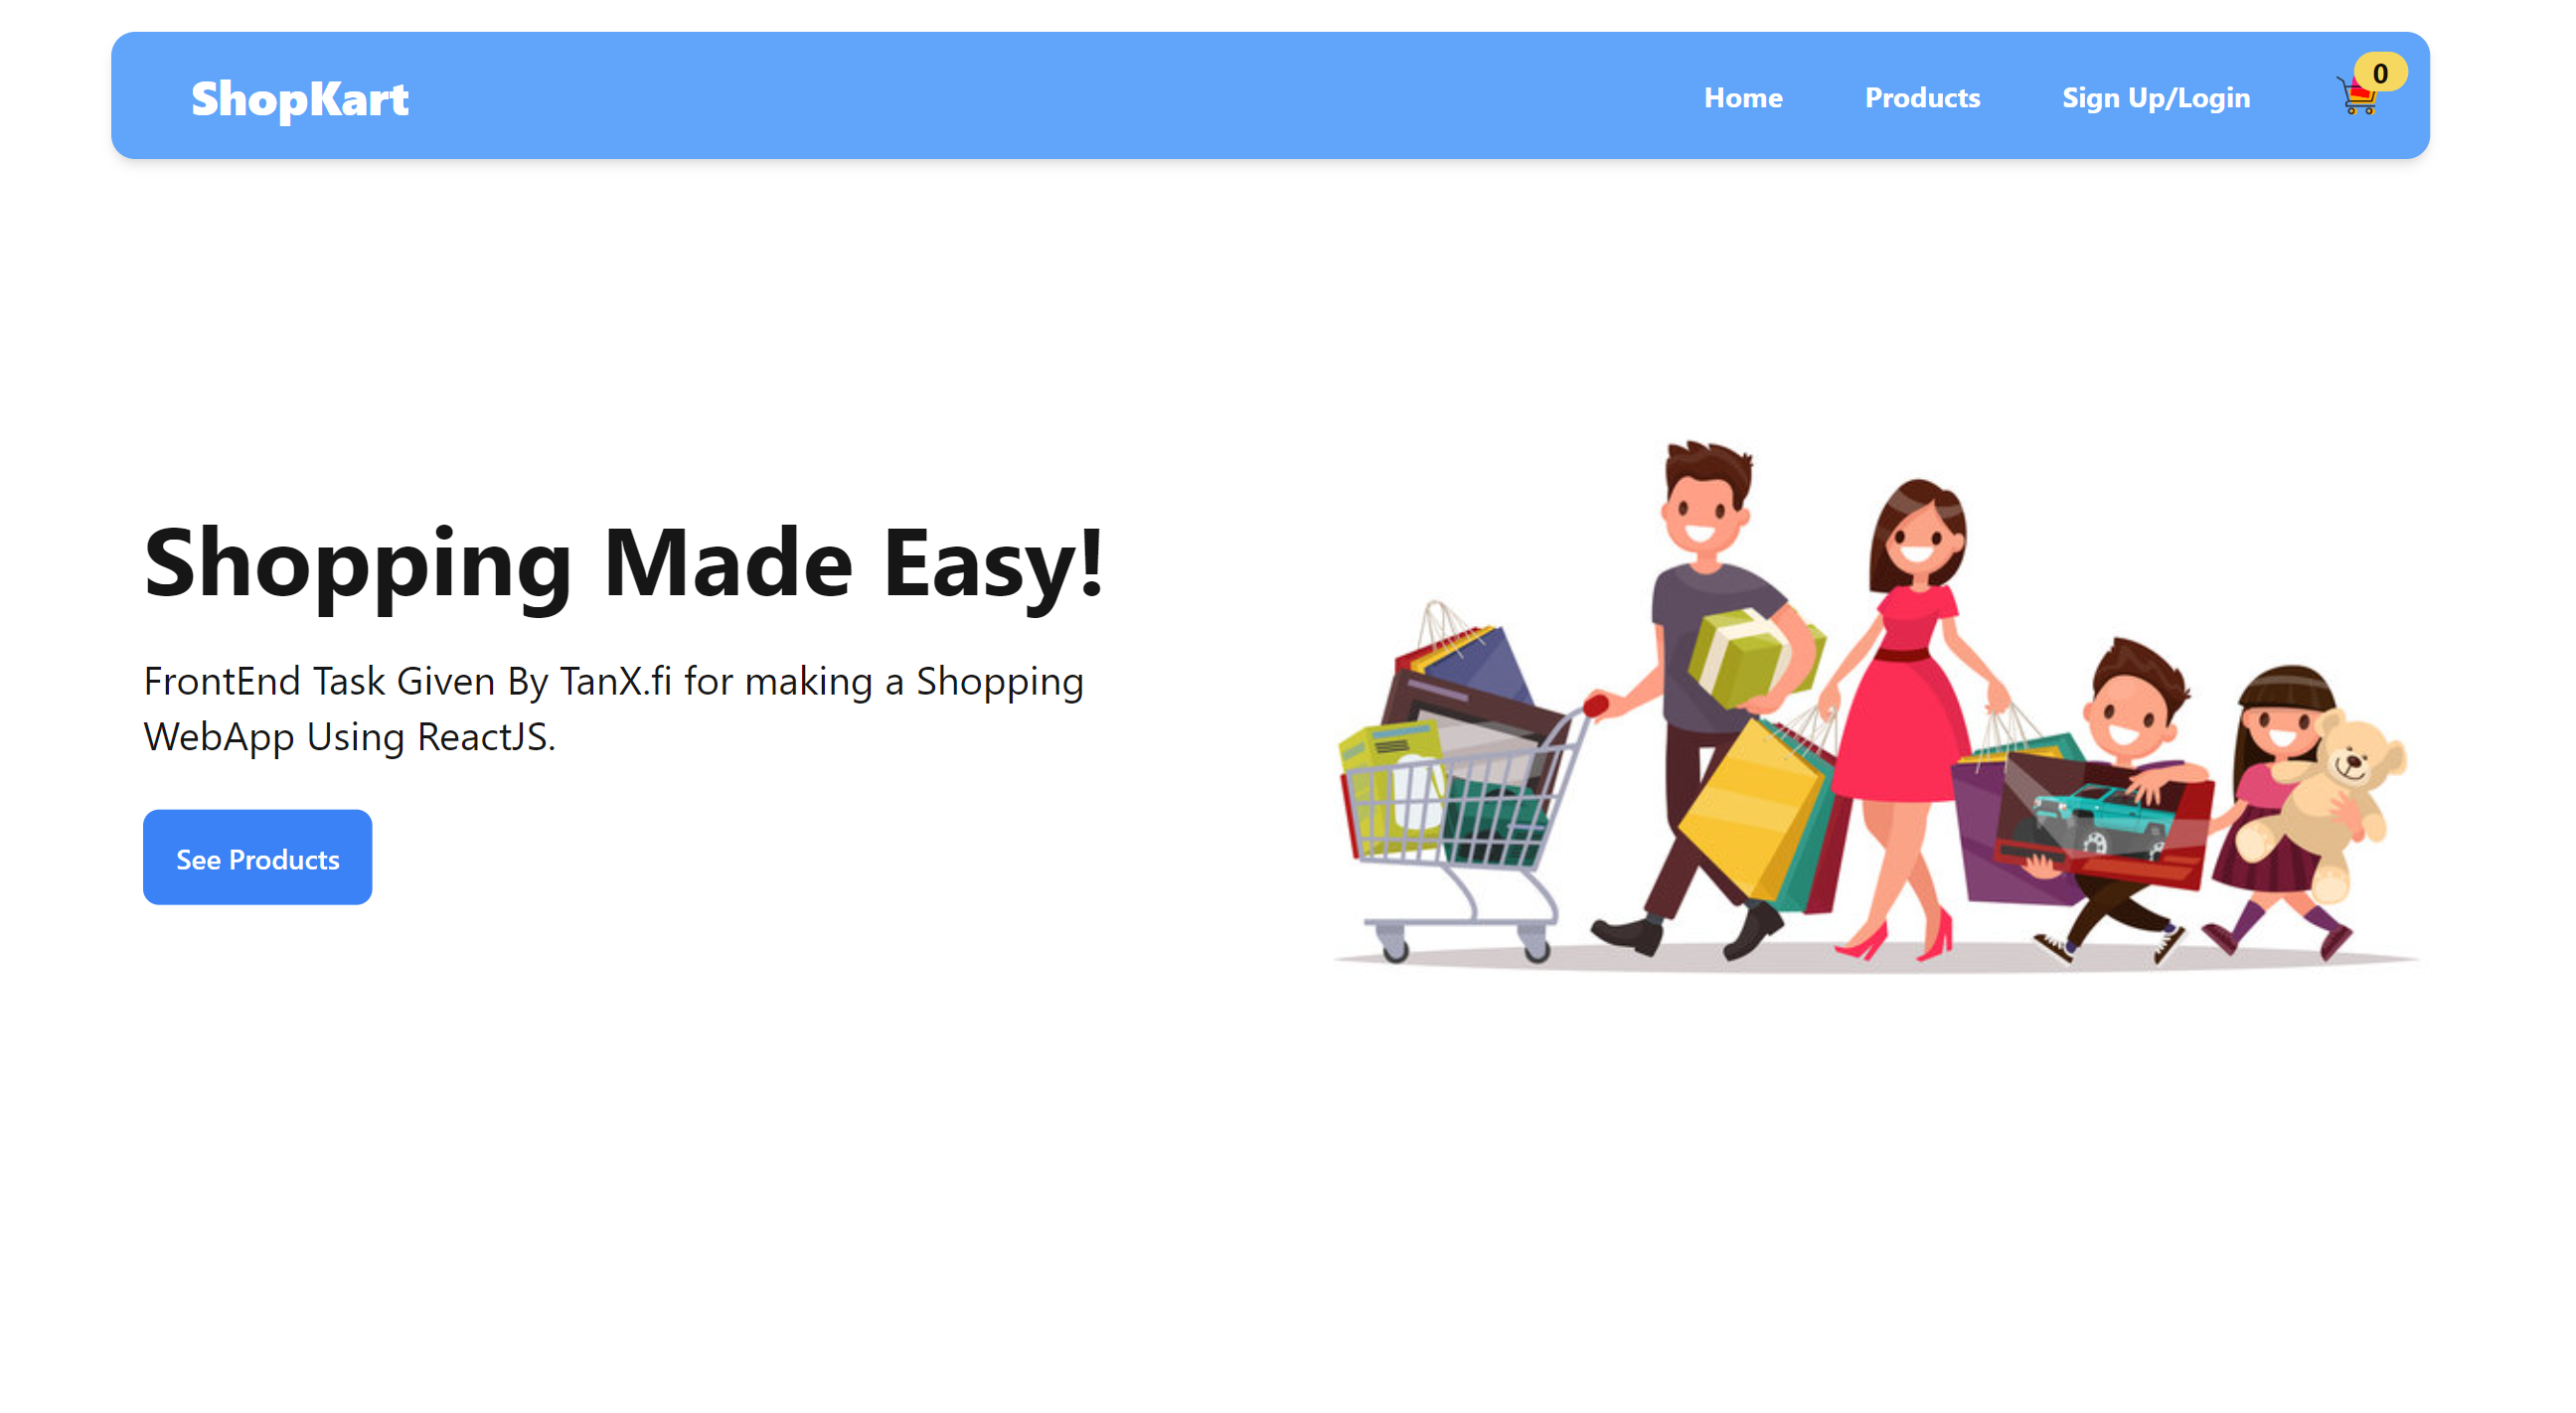 ShopKart
Home
Products
Sign Up/Login
0
Shopping Made Easy!
FrontEnd Task Given By TanX.fi for making a Shopping
WebApp Using ReactJS.
See Products